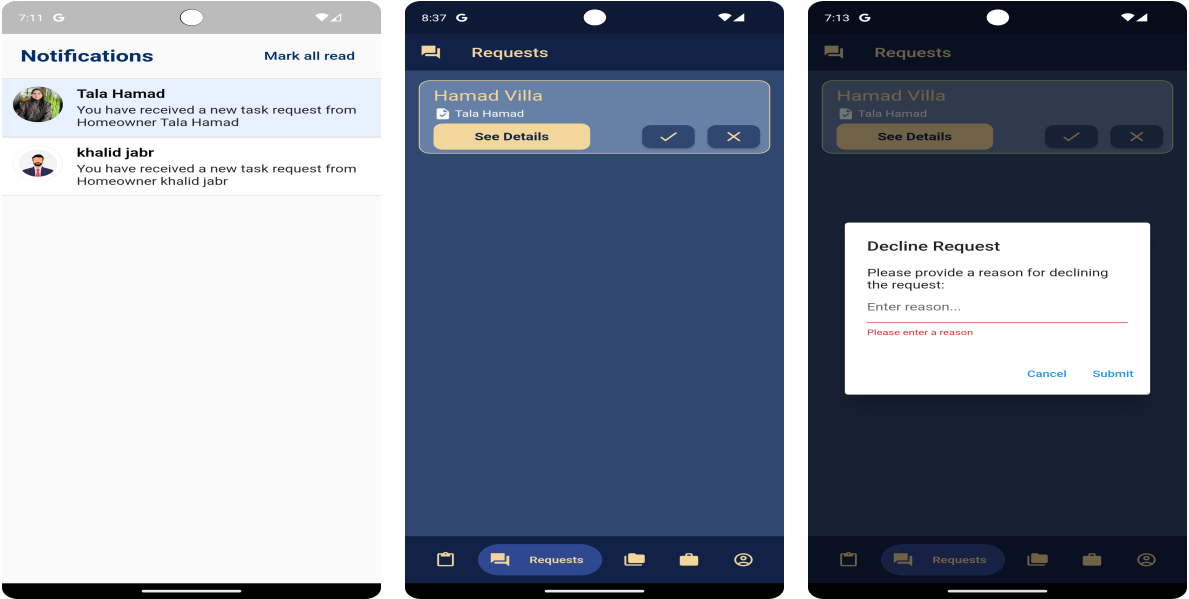 7:11 G
Notifications
Mark all read
Tala Hamad
You have received a new task request from
Homeowner Tala Hamad
khalid jabr
You have received a new task request from
Homeowner khalid jabr
8:37 G
Requests
Hamad Villa
Tala Hamad
See Details
Requests
7:13 G
Requests
Hamad Villa
Tala Hamad
See Details
Decline Request
Please provide a reason for declining
the request:
Enter reason...
Please enter a reason
Cancel
Submit
Requests